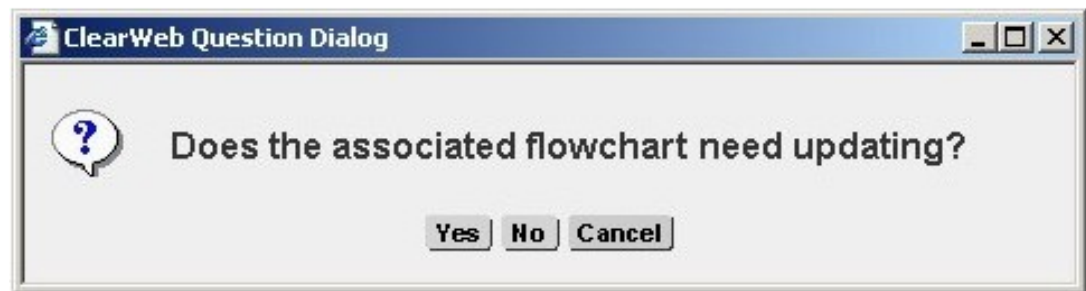 ClearWeb Question Dialog
Does the associated flowchart need updating?
Yes No Cancel